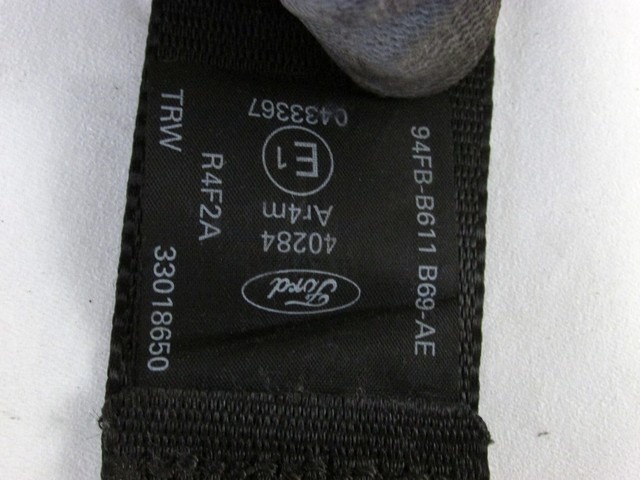 94FB-B611 B69-AE
Ford
40284
Ar4m
E1
0433367
R4F2A
TRW 33018650